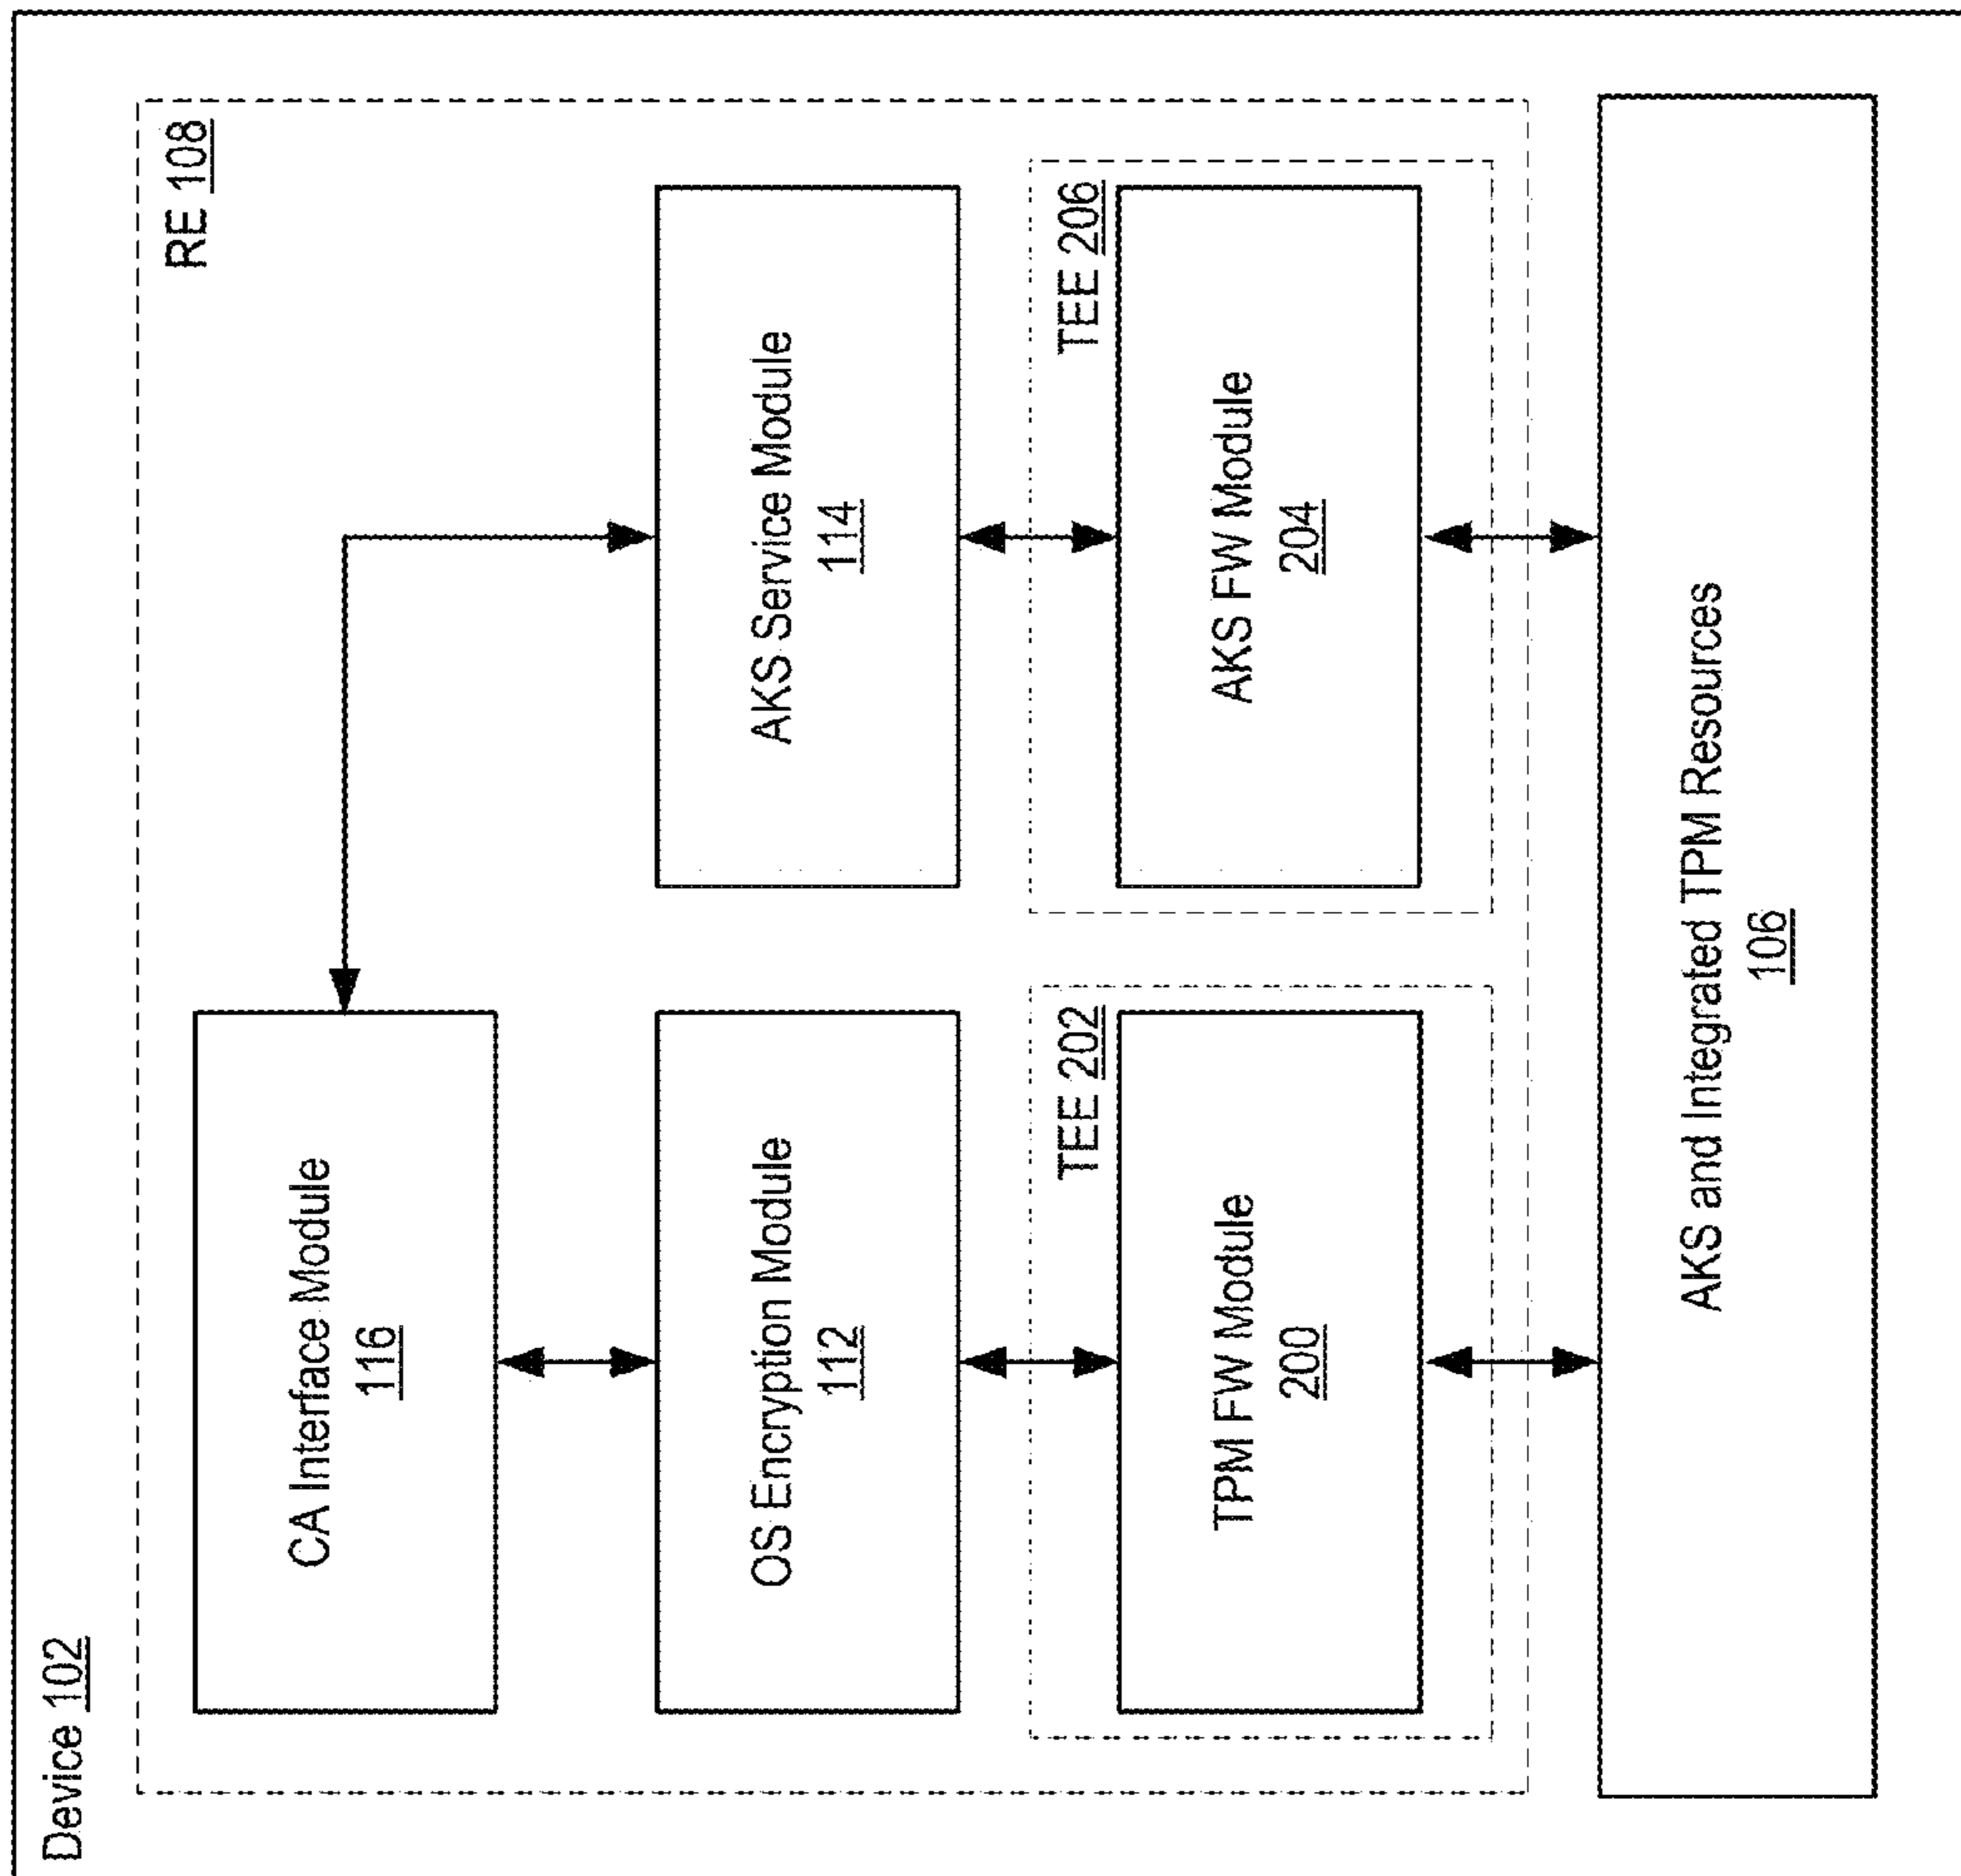 Device 102
RE 108
CA Interface Module
116
OS Encryption Module
112
AKS Service Module
114
TEE 202
TPM FW Module
200
TEE 206
AKS FW Module
204
AKS and Integrated TPM Resources
106